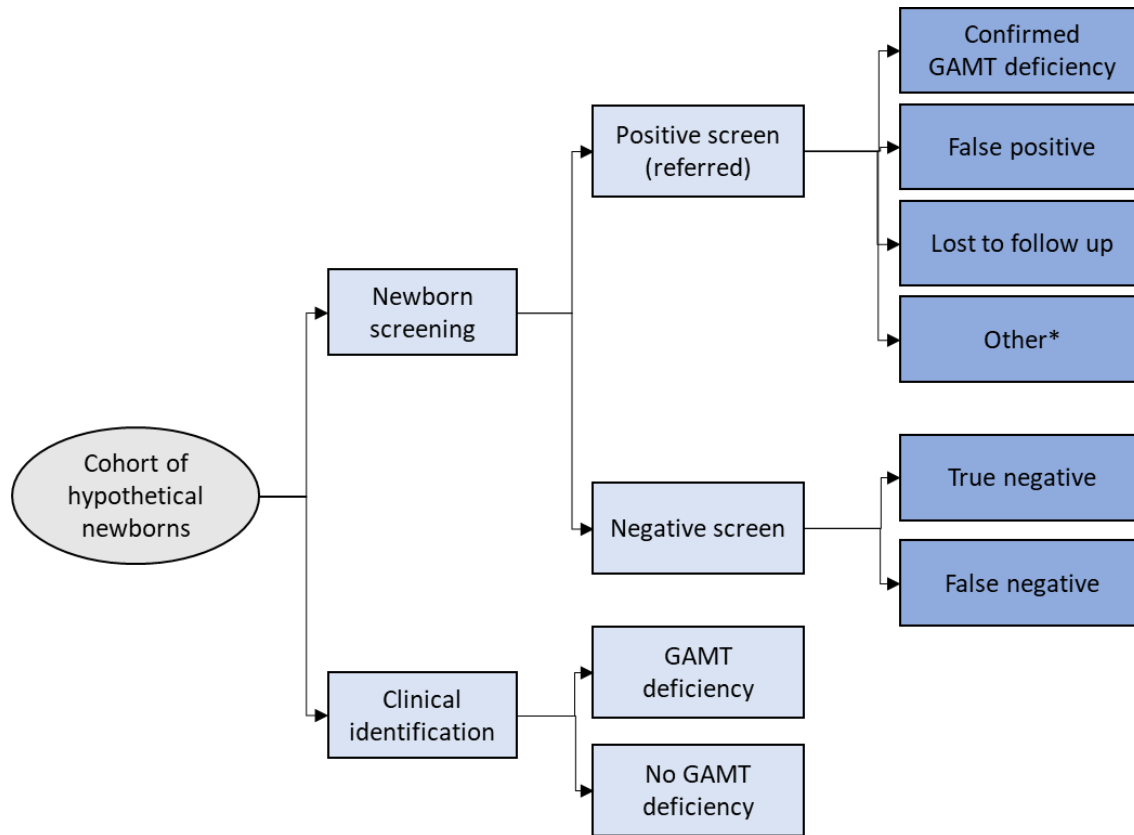 Confirmed
GAMT deficiency
Positive screen
(referred)
False positive
Lost to follow up
Newborn
screening
Other*
Cohort of
hypothetical
newborns
True negative
Negative screen
False negative
GAMT
deficiency
Clinical
identification
No GAMT
deficiency